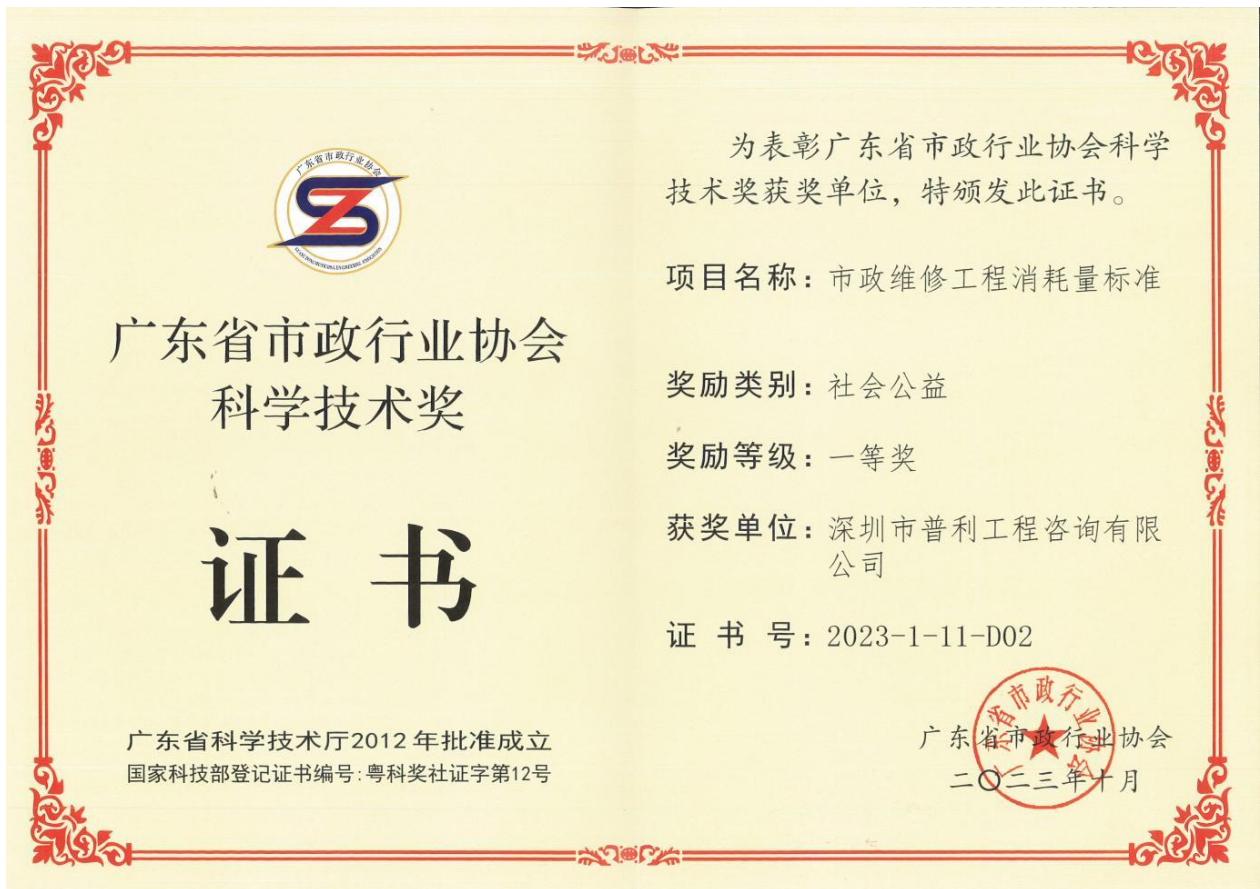 广东省市政行业协会
广东省市政行业协会
科学技术奖
证 书
广东省科学技术厅2012年批准成立
国家科技部登记证书编号:粤科奖社证字第12号
为表彰广东省市政行业协会科学
技术奖获奖单位，特颁发此证书。
项目名称：市政维修工程消耗量标准
奖励类别：社会公益
奖励等级：一等奖
获奖单位：深圳市普利工程咨询有限
公司
证 书 号：2023-1-11-D02
广东省市政行业协会
广东省市政行业协会
二〇二三年十月